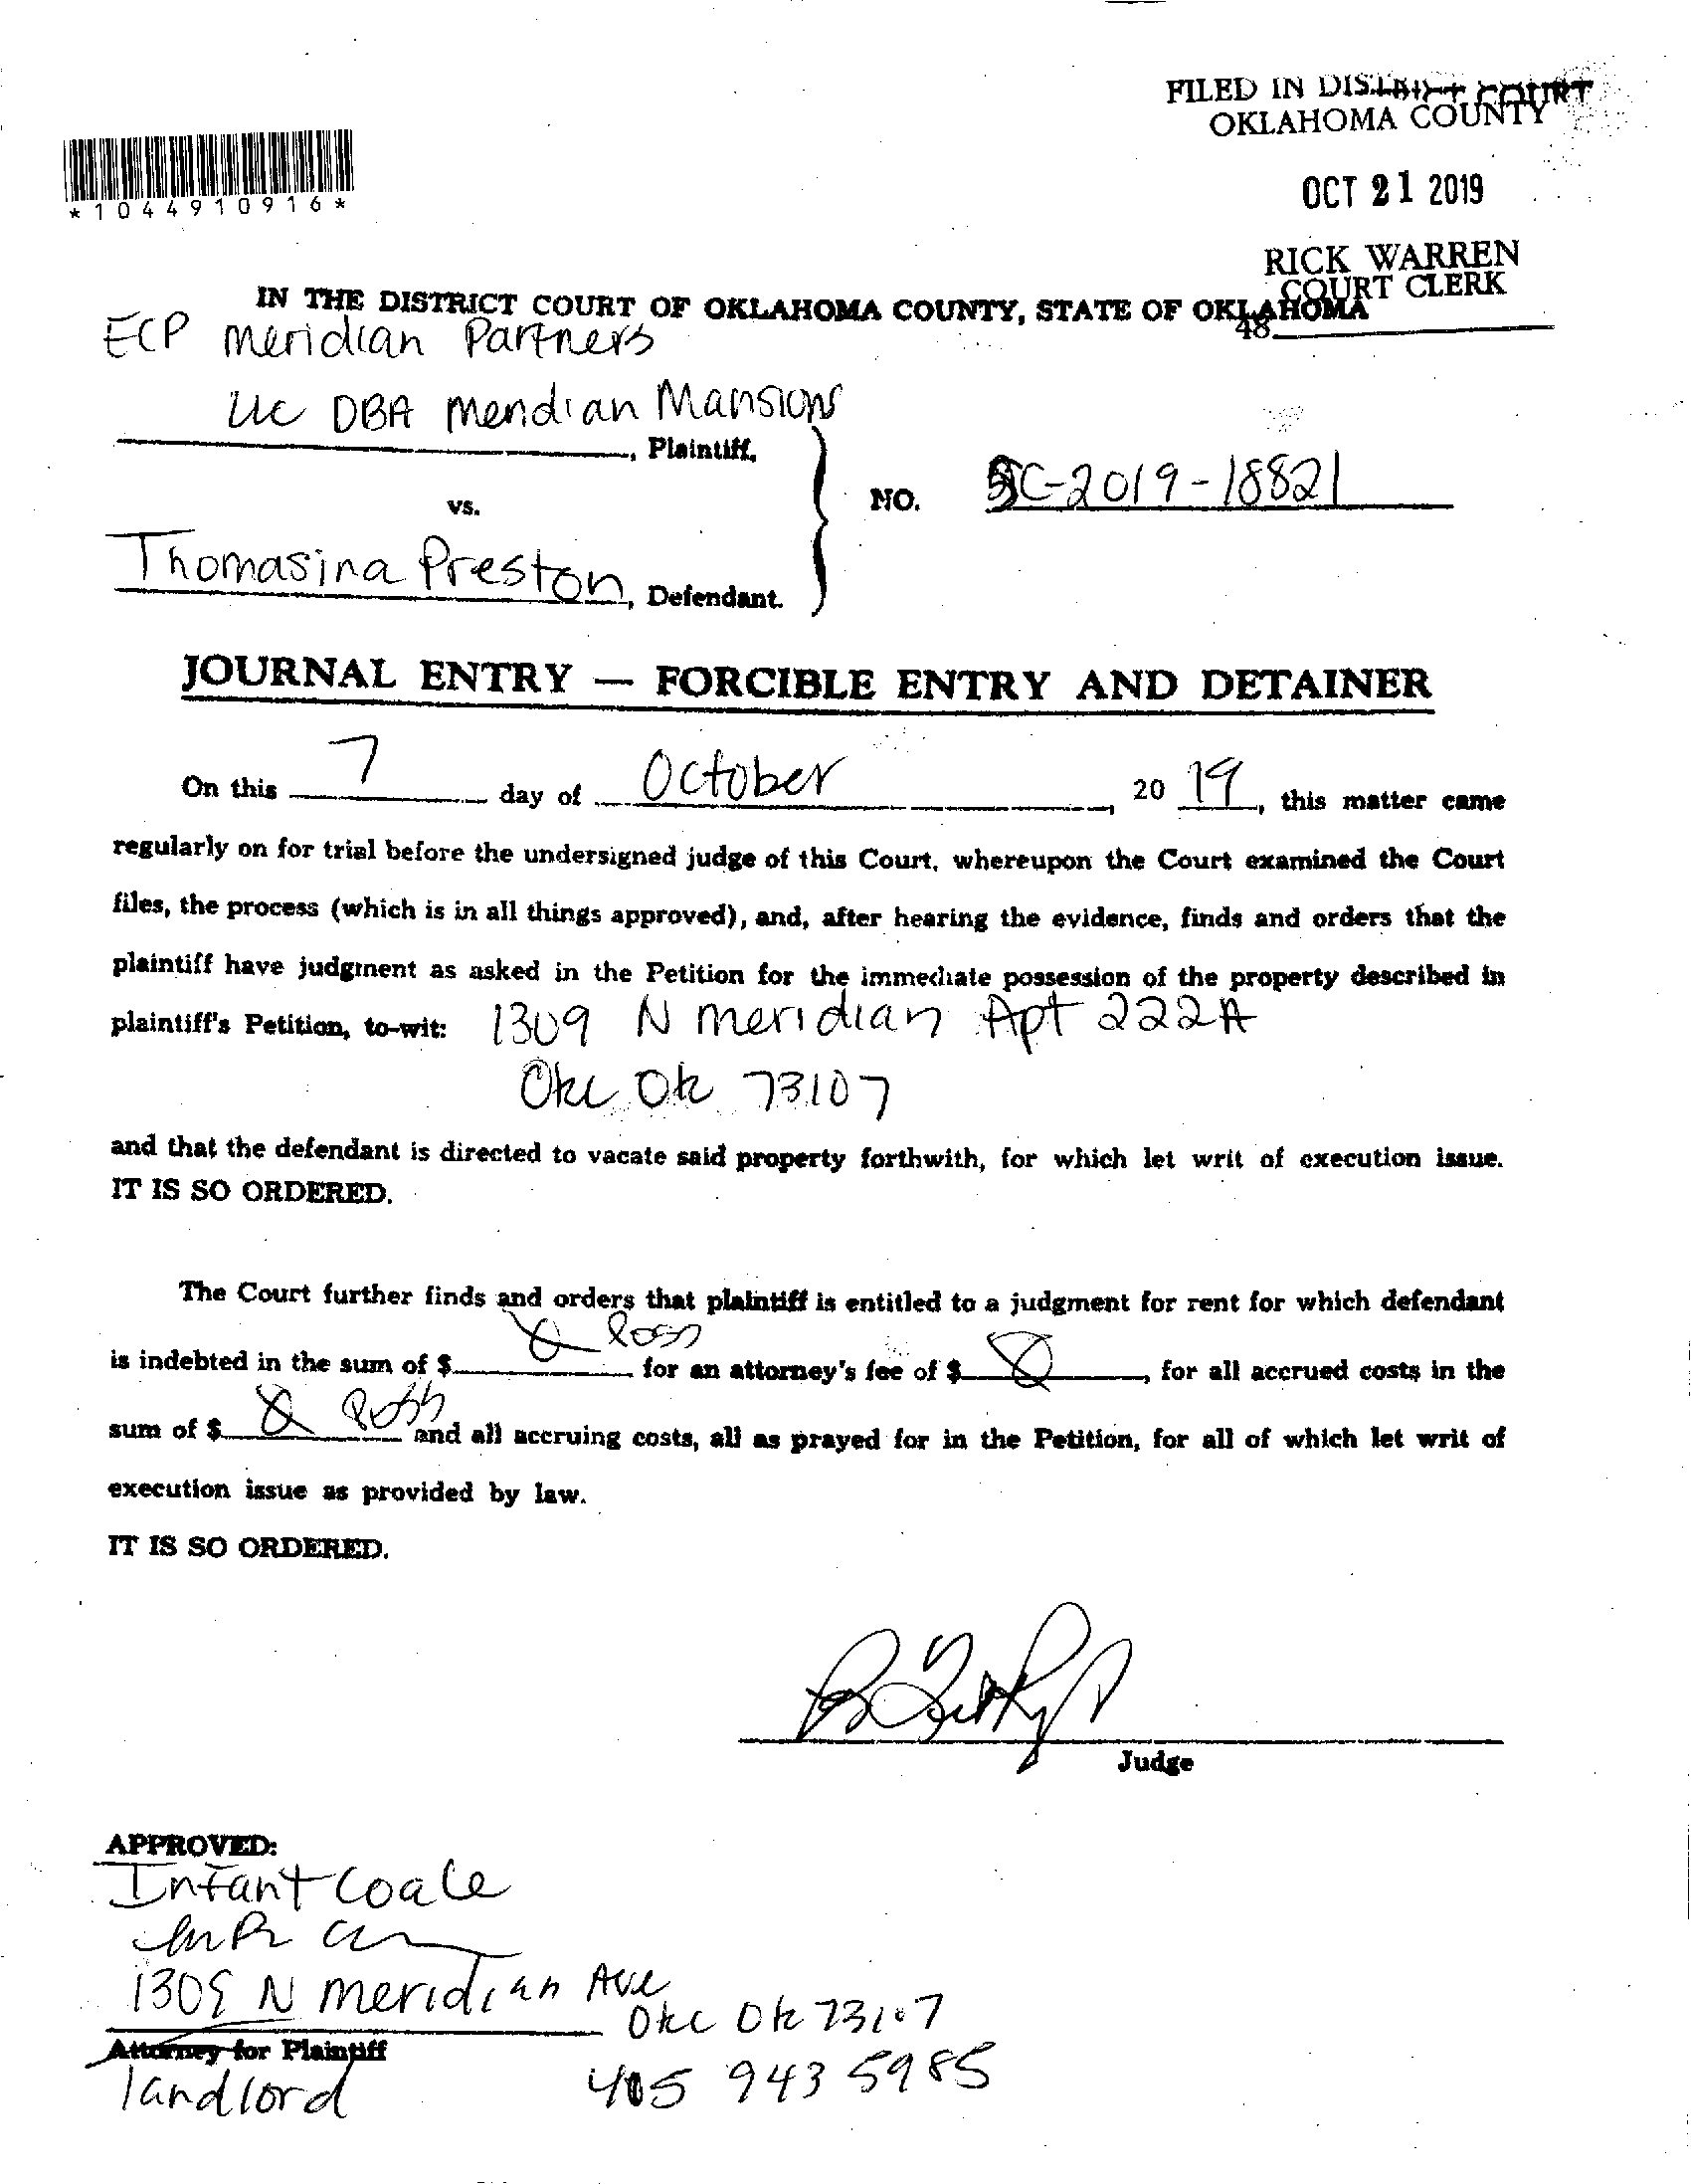 FILED IN DISTRICT COURT
OKLAHOMA COUNTY
OCT 21 2019
*1044910916*
RICK WARREN
COURT CLERK
48
IN THE DISTRICT COURT OF OKLAHOMA COUNTY, STATE OF OKLAHOMA
ECP Meridian Partners
LLC DBA Meridian Mansions
, Plaintiff,
vs.
NO. SC-2019-18821
Thomasina Preston, Defendant.
JOURNAL ENTRY — FORCIBLE ENTRY AND DETAINER
On this 7 day of October, 20 19, this matter came
regularly on for trial before the undersigned judge of this Court, whereupon the Court examined the Court
files, the process (which is in all things approved), and, after hearing the evidence, finds and orders that the
plaintiff have judgment as asked in the Petition for the immediate possession of the property described in
plaintiff's Petition, to-wit: 1309 N meridian Apt 222A
Okc Ok 73107
and that the defendant is directed to vacate said property forthwith, for which let writ of execution issue.
IT IS SO ORDERED.
The Court further finds and orders that plaintiff is entitled to a judgment for rent for which defendant
is indebted in the sum of $ for an attorney's fee of $ , for all accrued costs in the
sum of $ and all accruing costs, all as prayed for in the Petition, for all of which let writ of
execution issue as provided by law.
IT IS SO ORDERED.
Judge
APPROVED:
Infant Coale
1309 N meridian Ave
Okc Ok 73107
Attorney for Plaintiff
landlord
405 943 5985